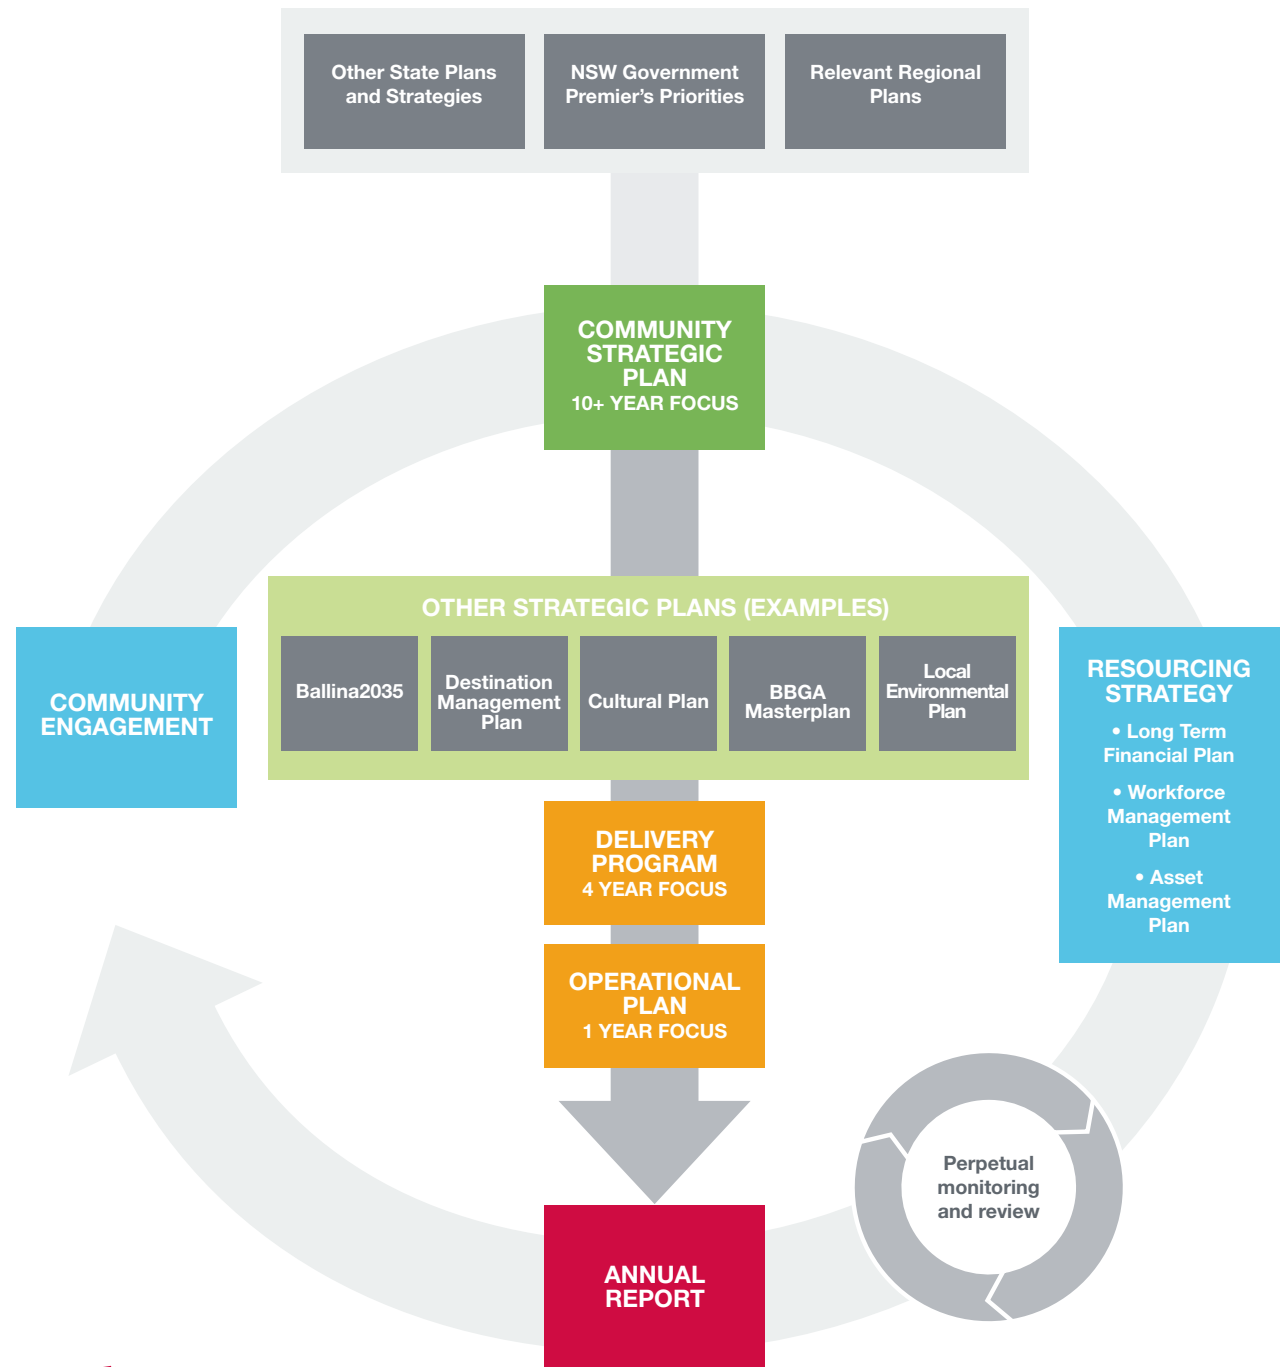 Other State Plans
and Strategies
NSW Government
Premier’s Priorities
Relevant Regional
Plans
COMMUNITY
STRATEGIC
PLAN
10+ YEAR FOCUS
OTHER STRATEGIC PLANS (EXAMPLES)
Ballina2035
Destination
Management
Plan
Cultural Plan
BBGA
Masterplan
Local
Environmental
Plan
COMMUNITY
ENGAGEMENT
RESOURCING
STRATEGY
• Long Term
Financial Plan
• Workforce
Management
Plan
• Asset
Management
Plan
DELIVERY
PROGRAM
4 YEAR FOCUS
OPERATIONAL
PLAN
1 YEAR FOCUS
Perpetual
monitoring
and review
ANNUAL
REPORT